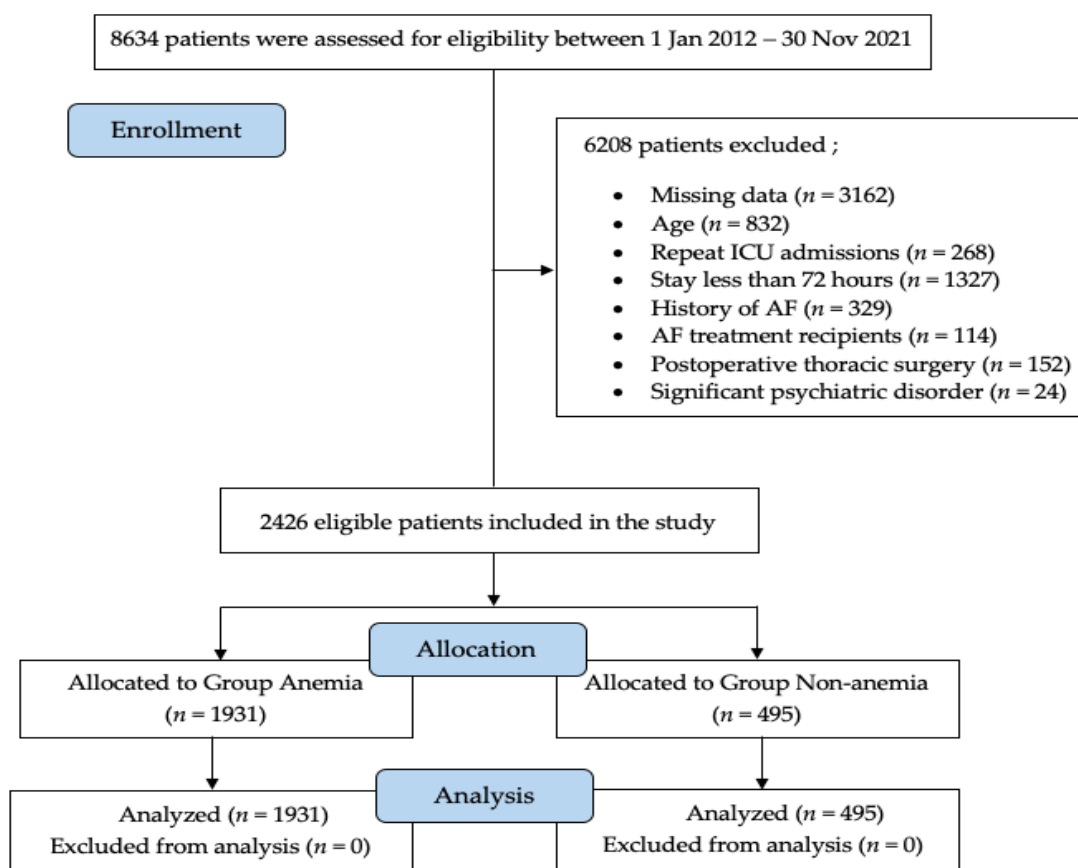 8634 patients were assessed for eligibility between 1 Jan 2012 – 30 Nov 2021
Enrollment
6208 patients excluded ;
• Missing data (n = 3162)
• Age (n = 832)
• Repeat ICU admissions (n = 268)
• Stay less than 72 hours (n = 1327)
• History of AF (n = 329)
• AF treatment recipients (n = 114)
• Postoperative thoracic surgery (n = 152)
• Significant psychiatric disorder (n = 24)
2426 eligible patients included in the study
Allocation
Allocated to Group Anemia
(n = 1931)
Allocated to Group Non-anemia
(n = 495)
Analysis
Analyzed (n = 1931)
Excluded from analysis (n = 0)
Analyzed (n = 495)
Excluded from analysis (n = 0)